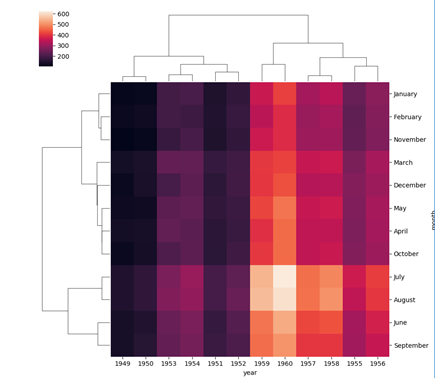 600
500
400
300
200
January
February
November
March
December
May
April
October
July
August
June
September
month
1949 1950 1953 1954 1951 1952 1959 1960 1957 1958 1955 1956
year